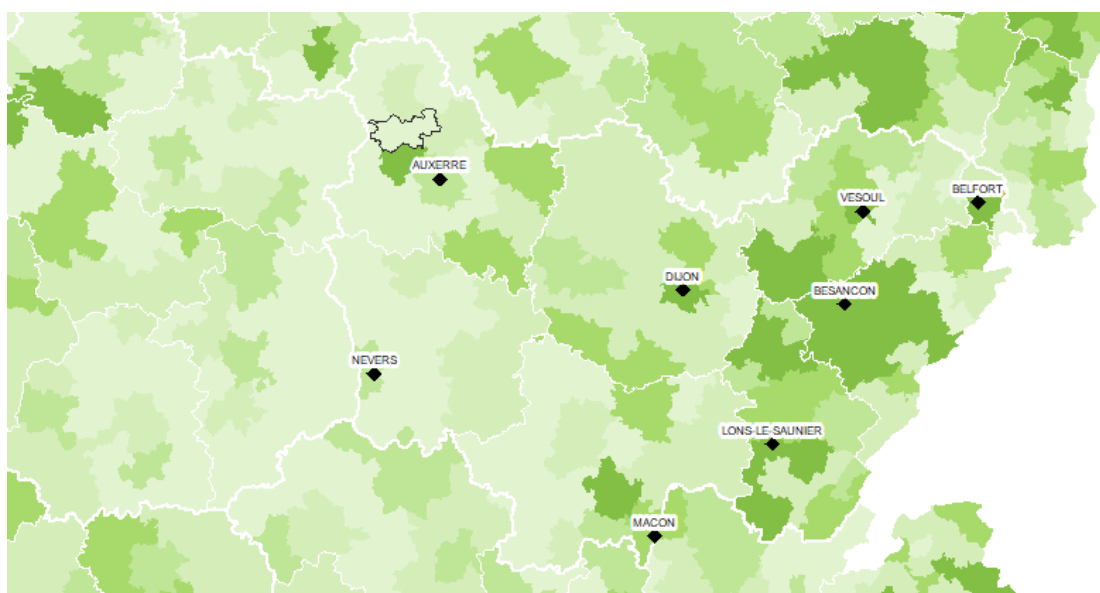 AUXERRE
BELFORT
VESOUL
DIJON
BESANCON
NEVERS
LONS-LE-SAUNIER
MACON